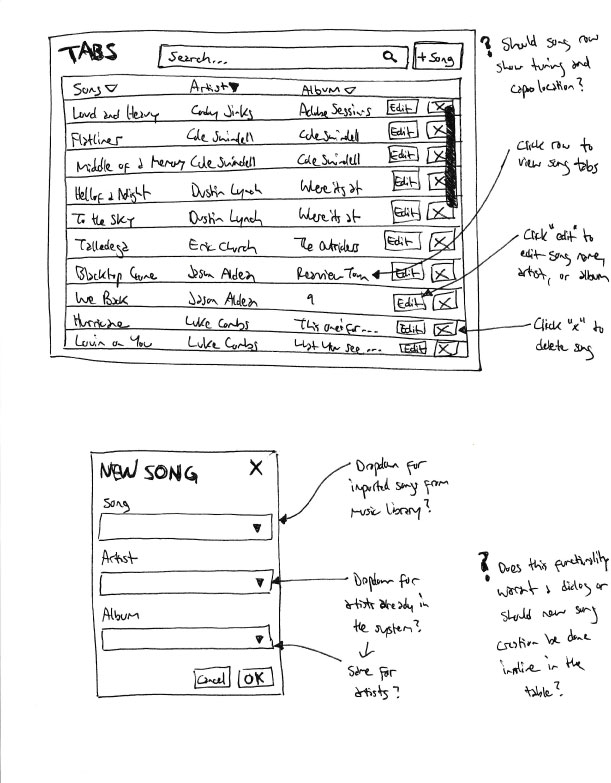 TABS
Search...
+ Song
Song Artist Album
Loud and Heavy Cody Jinks Adobe Sessions Edit X
Flatliner Cole Swindell Cole Swindell Edit X
Middle of a Memory Cole Swindell Cole Swindell Edit X
Hell of a Night Dustin Lynch Where its at Edit X
To the Sky Dustin Lynch Where its at Edit X
Talladega Eric Church The Outsiders Edit X
Blacktop Gone Jason Aldean Rearview Town Edit X
We Back Jason Aldean 9 Edit X
Hurricane Luke Combs This one's for... Edit X
Lovin on You Luke Combs What you see ... Edit X
? Should song row
show tuning and
capo location?
Click row to
view song tabs
Click "edit" to
edit song name,
artist, or album
Click "x" to
delete song
NEW SONG X
Song
Artist
Album
Cancel OK
Dropdown for
imported songs from
Music Library?
Dropdown for
artists already in
the system?
Same for
artists?
? Does this functionality
warrant a dialog or
should new song
creation be done
inline in the
table?